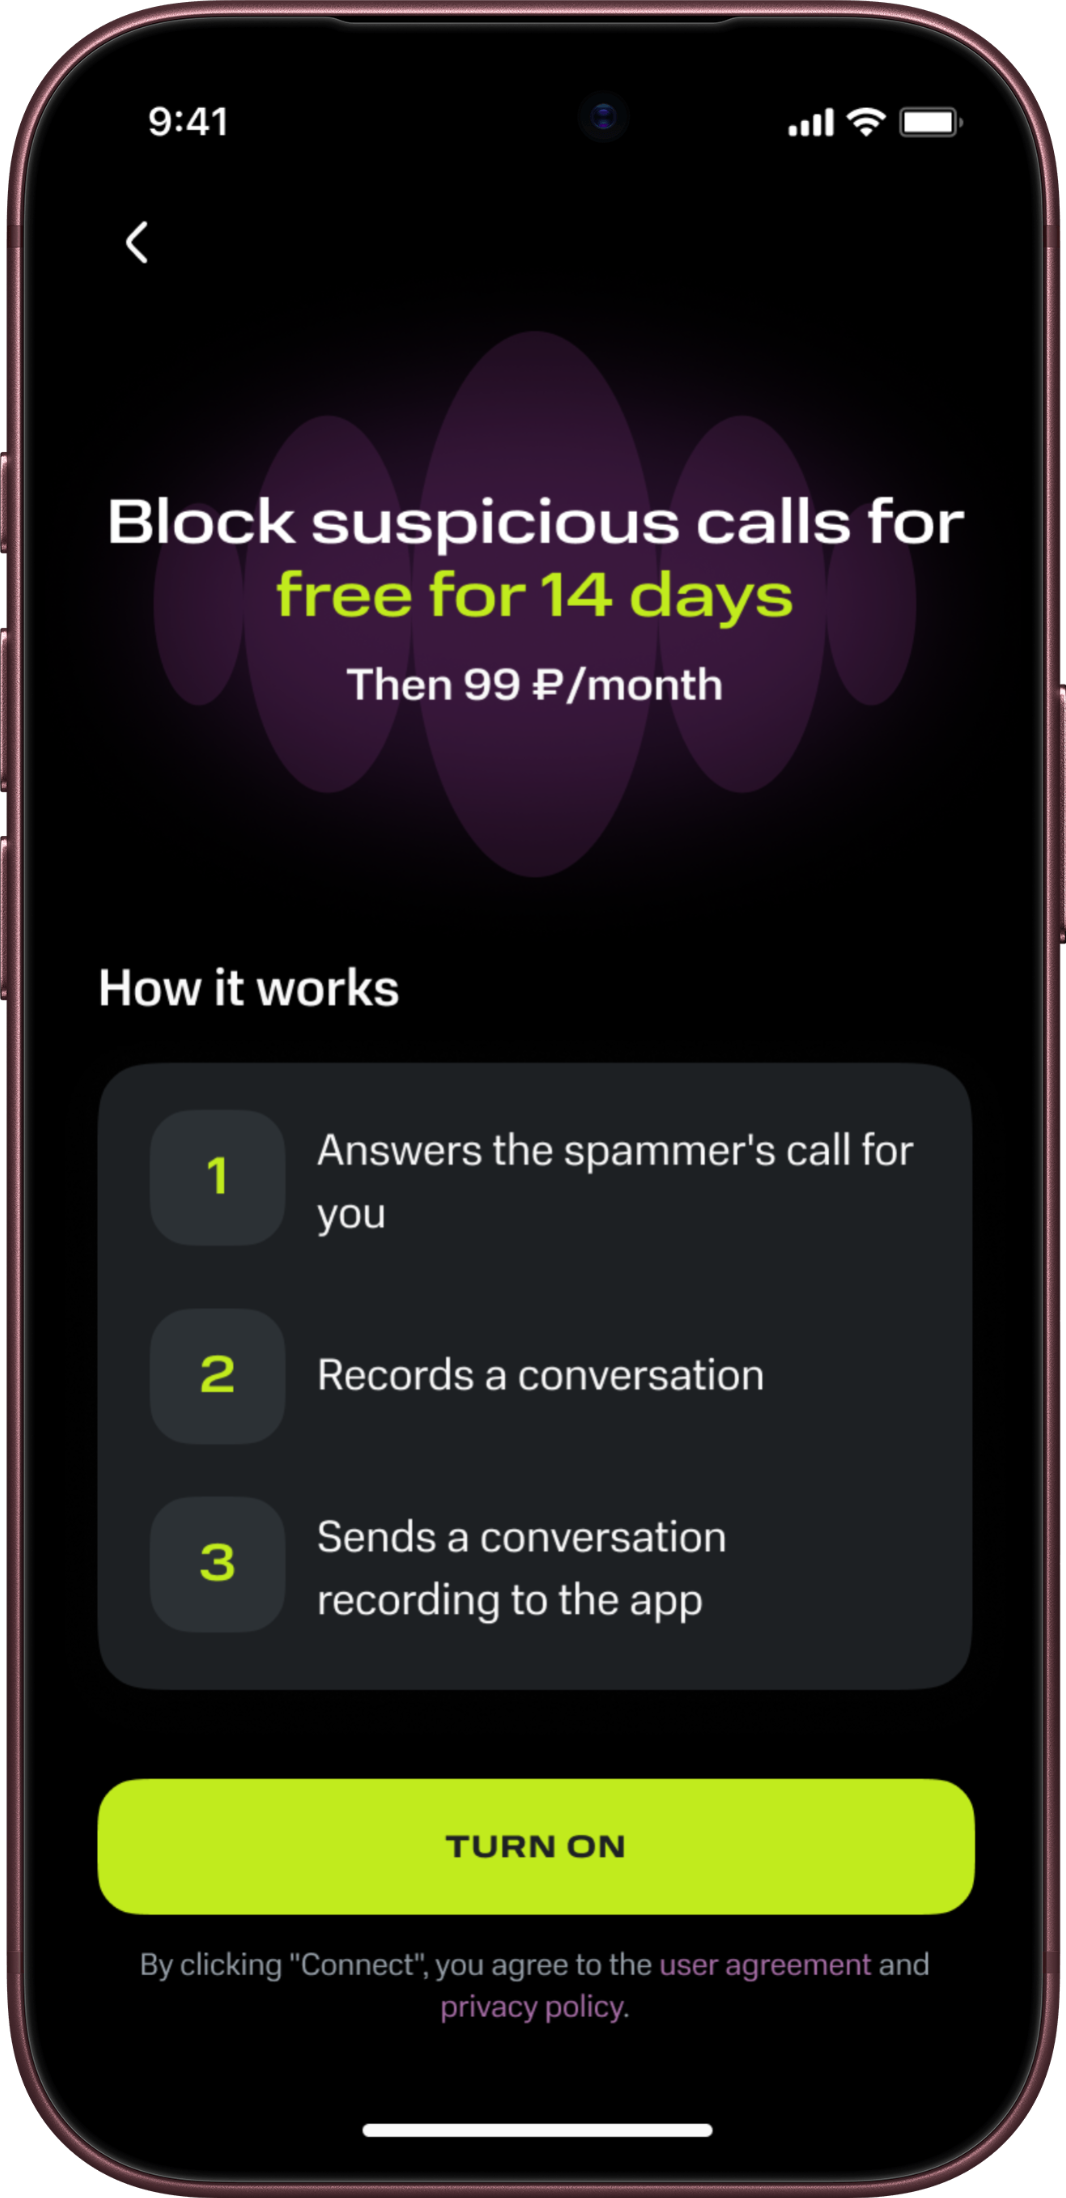 9:41
Block suspicious calls for
free for 14 days
Then 99 ₽/month
How it works
1
Answers the spammer's call for
you
2
Records a conversation
3
Sends a conversation
recording to the app
TURN ON
By clicking "Connect", you agree to the user agreement and
privacy policy.